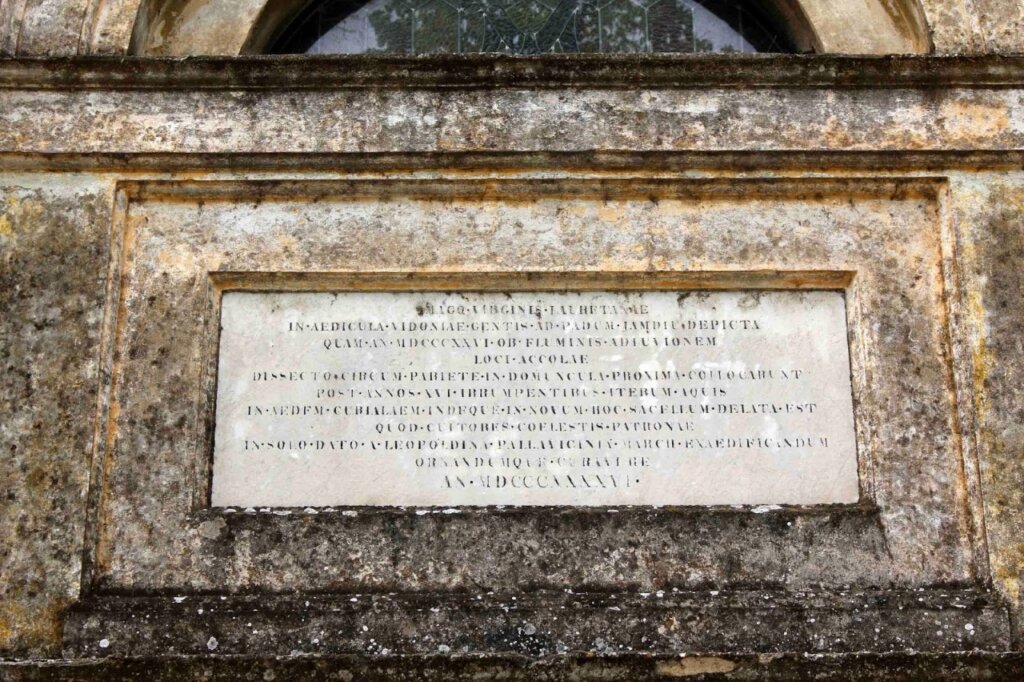 IMAGO·VIRGINIS·LAURETANAE
IN·AEDICULA·VIDONIAE·GENTIS·AD·PADUM·IAMDIU·DEPICTA
QUAM·AN·MDCCCXXVI·OB·FLUMINIS·ADLUVIONEM
LOCI·ACCOLAE
DISSECTO·CIRCUM·PARIETE·IN·DOMUNCULA·PROXIMA·COLLOCARUNT
POST·ANNOS·XVI·IRRUMPENTIBUS·ITERUM·AQUIS
IN·AEDEM·CURIALEM·INDEQUE·IN·NOVUM·HOC·SACELLUM·DELATA·EST
QUOD·CULTORES·COELESTIS·PATRONAE
IN·SOLO·DATO·A·LEOPOLDINA·PALLAVICINIA·MARCH·EXAEDIFICANDUM
ORNANDUMQUE·CURAVERE
AN·MDCCCXXXXVI·